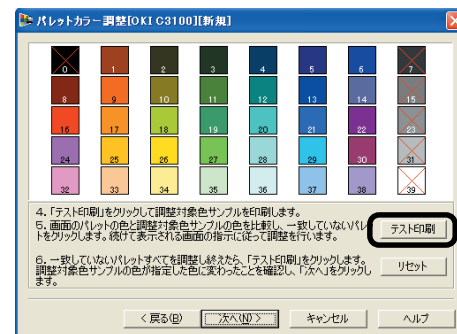 パレットカラー調整[OKI C3100][新規]
0 1 2 3 4 5 6 7
8 9 10 11 12 13 14 15
16 17 18 19 20 21 22 23
24 25 26 27 28 29 30 31
32 33 34 35 36 37 38 39
4.「テスト印刷」をクリックして調整対象色サンプルを印刷します。
5.画面のパレットの色と調整対象色サンプルの色を比較し、一致していないパレッ
トをクリックします。続けて表示される画面の指示に従って調整を行います。
テスト印刷
6.一致していないパレットすべてを調整し終えたら、「テスト印刷」をクリックします。
調整対象色サンプルの色が指定した色に変わったことを確認し、「次へ」をクリックし
ます。
リセット
< 戻る(B) 次へ(N) > キャンセル ヘルプ